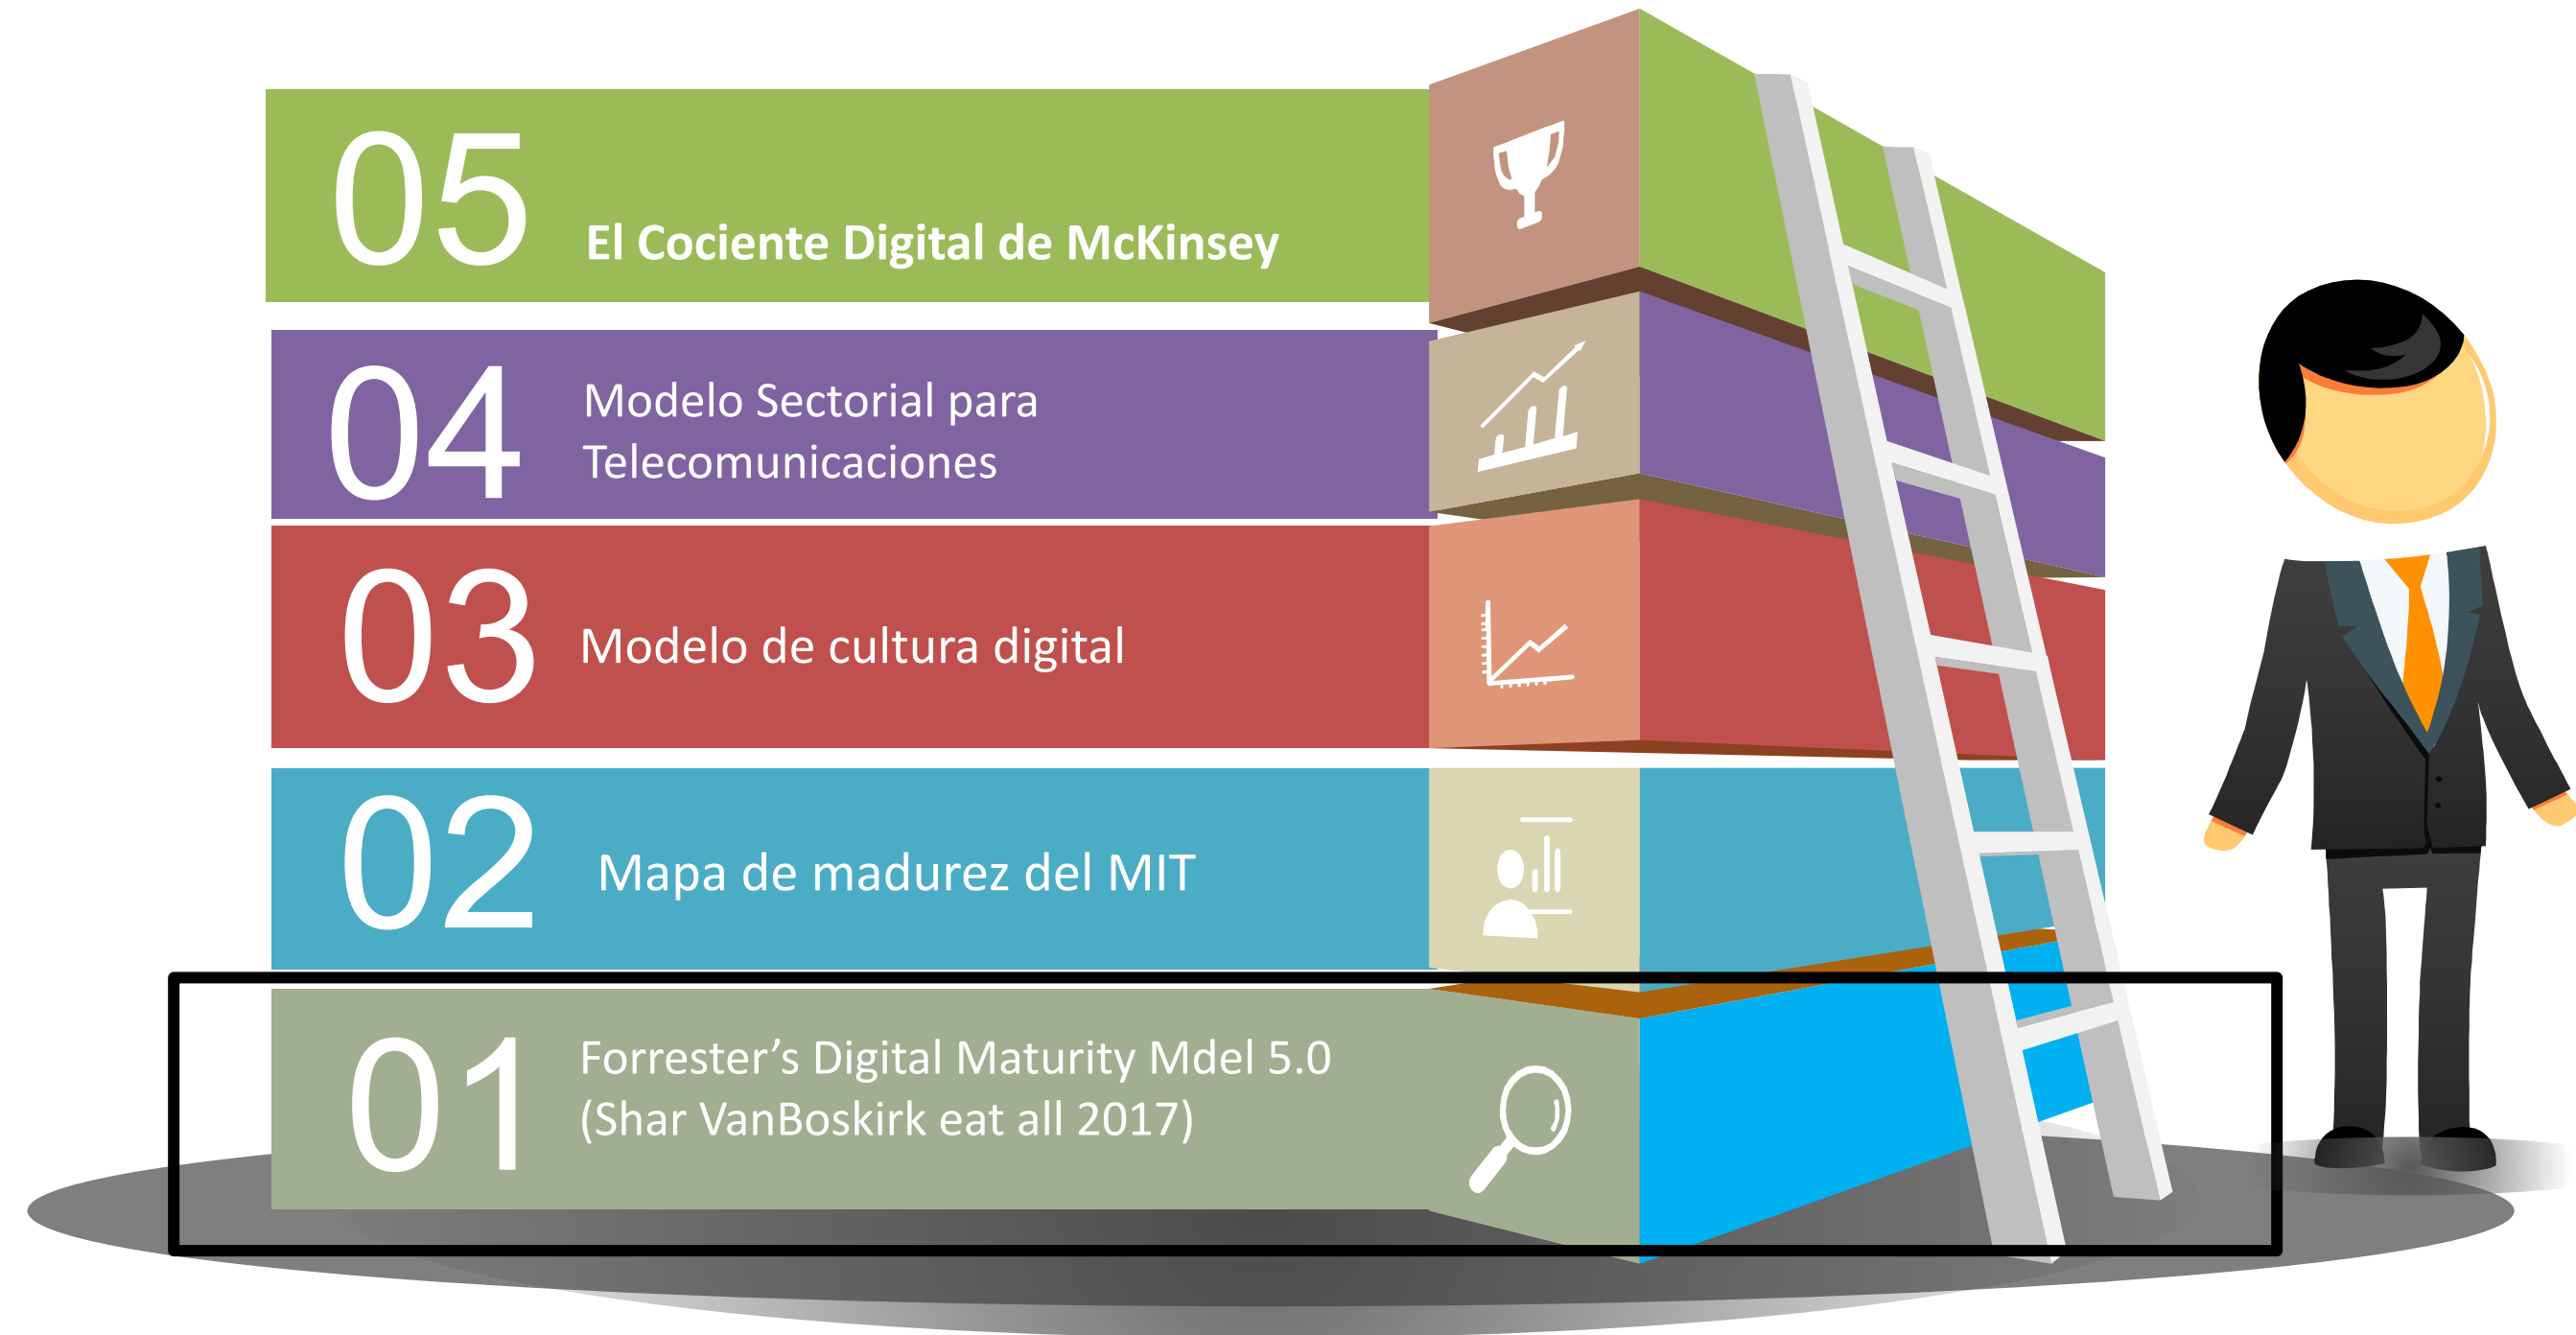 05
El Cociente Digital de McKinsey
04
Modelo Sectorial para
Telecomunicaciones
03
Modelo de cultura digital
02
Mapa de madurez del MIT
01
Forrester’s Digital Maturity Mdel 5.0
(Shar VanBoskirk eat all 2017)